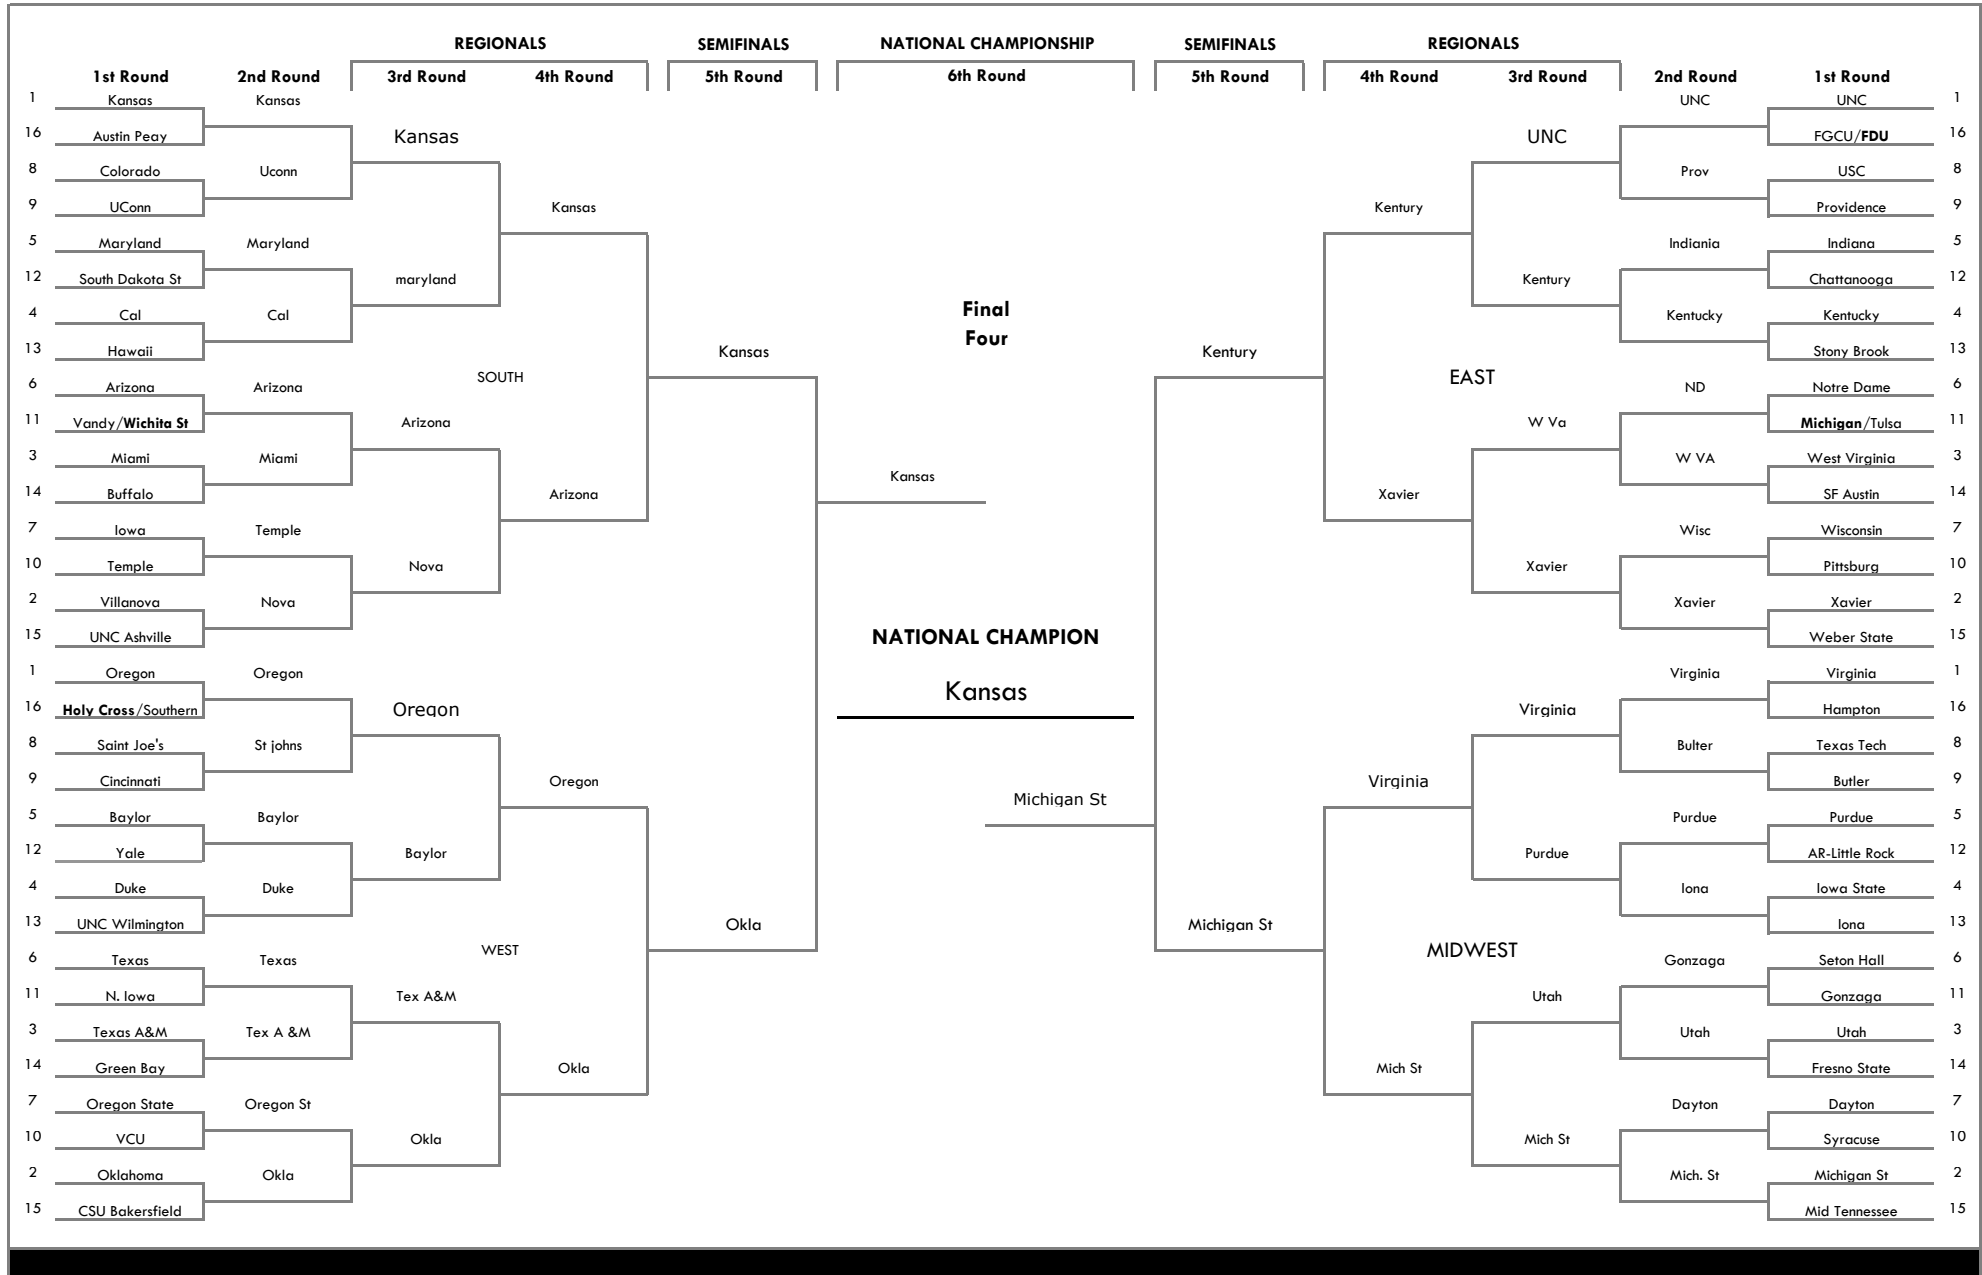 REGIONALS SEMIFINALS NATIONAL CHAMPIONSHIP SEMIFINALS REGIONALS
1st Round 2nd Round 3rd Round 4th Round 5th Round 6th Round 5th Round 4th Round 3rd Round 2nd Round 1st Round
1 Kansas Kansas UNC UNC 1
16 Austin Peay Kansas UNC FGCU/FDU 16
8 Colorado Uconn Prov USC 8
9 UConn Kansas Kentury Providence 9
5 Maryland Maryland Indiania Indiana 5
12 South Dakota St maryland Kentury Chattanooga 12
Final
4 Cal Cal Kentucky Kentucky 4
Four
13 Hawaii Kansas Kentury Stony Brook 13
SOUTH EAST
6 Arizona Arizona ND Notre Dame 6
11 Vandy/Wichita St Arizona W Va Michigan/Tulsa 11
3 Miami Miami W VA West Virginia 3
Kansas
14 Buffalo Arizona Xavier SF Austin 14
7 Iowa Temple Wisc Wisconsin 7
10 Temple Nova Xavier Pittsburg 10
2 Villanova Nova Xavier Xavier 2
15 UNC Ashville NATIONAL CHAMPION Weber State 15
1 Oregon Oregon Virginia Virginia 1
Kansas
16 Holy Cross/Southern Oregon Virginia Hampton 16
8 Saint Joe's St johns Bulter Texas Tech 8
9 Cincinnati Oregon Virginia Butler 9
Michigan St
5 Baylor Baylor Purdue Purdue 5
12 Yale Baylor Purdue AR-Little Rock 12
4 Duke Duke Iona Iowa State 4
13 UNC Wilmington Okla Michigan St Iona 13
WEST MIDWEST
6 Texas Texas Gonzaga Seton Hall 6
11 N. Iowa Tex A&M Utah Gonzaga 11
3 Texas A&M Tex A &M Utah Utah 3
14 Green Bay Okla Mich St Fresno State 14
7 Oregon State Oregon St Dayton Dayton 7
10 VCU Okla Mich St Syracuse 10
2 Oklahoma Okla Mich. St Michigan St 2
15 CSU Bakersfield Mid Tennessee 15